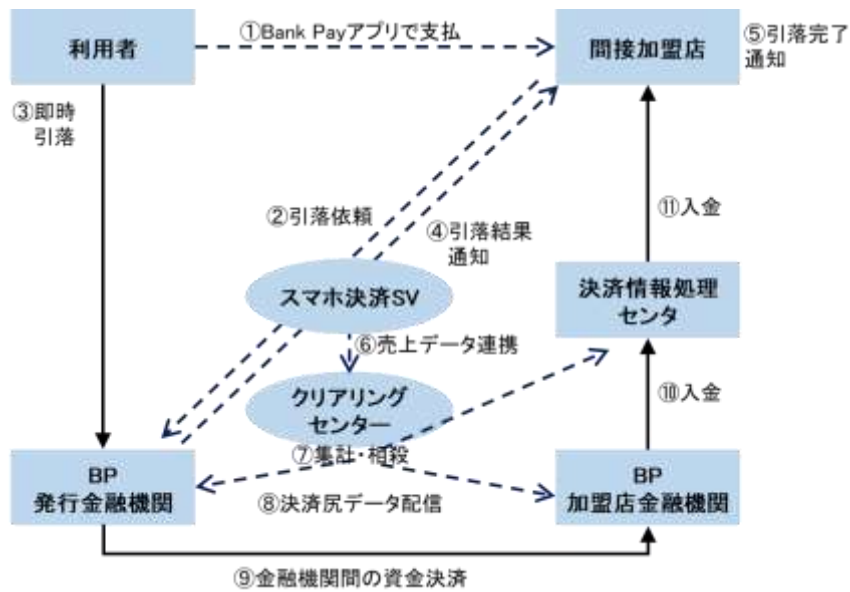 利用者
①Bank Payアプリで支払
間接加盟店
⑤引落完了
通知
③即時
引落
②引落依頼
④引落結果
通知
⑪入金
スマホ決済SV
決済情報処理
センタ
⑥売上データ連携
クリアリング
センター
⑩入金
⑦集計・相殺
BP
発行金融機関
⑧決済尻データ配信
BP
加盟店金融機関
⑨金融機関間の資金決済